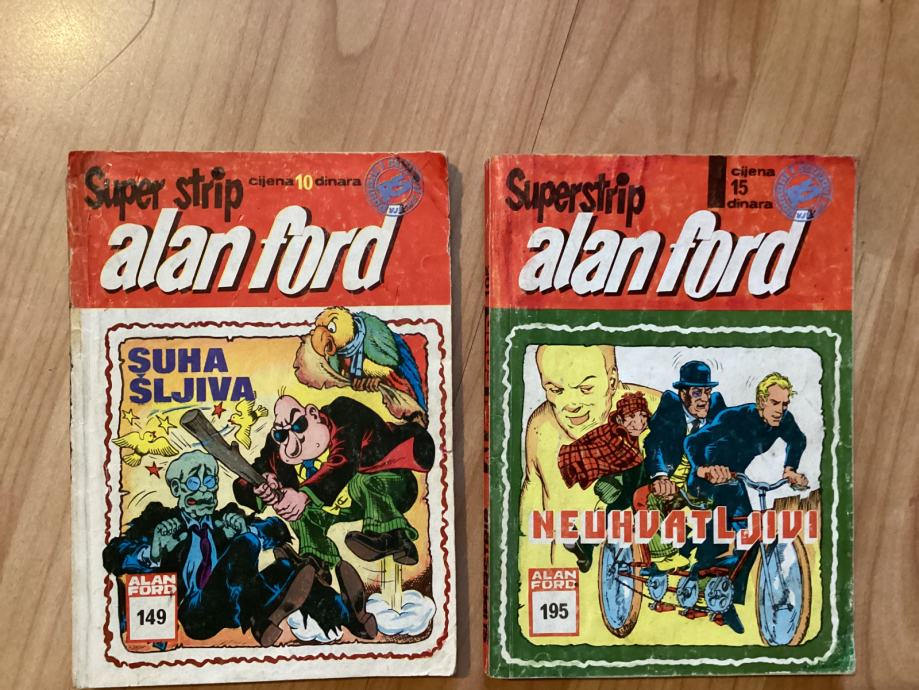 Super strip
cijena 10 dinara
alan ford
SUHA
ŠLJIVA
ALAN
FORD
149
Superstrip
cijena
15
dinara
alan ford
NEUHVATLJIVI
ALAN
FORD
195